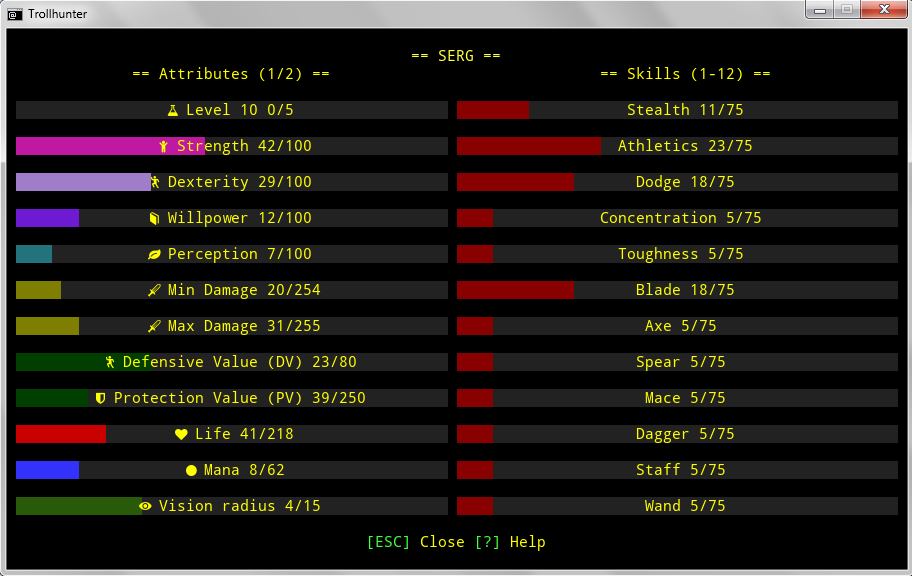 Trollhunter
== SERG ==
== Attributes (1/2) ==
Level 10 0/5
Strength 42/100
Dexterity 29/100
Willpower 12/100
Perception 7/100
Min Damage 20/254
Max Damage 31/255
Defensive Value (DV) 23/80
Protection Value (PV) 39/250
Life 41/218
Mana 8/62
Vision radius 4/15
== Skills (1-12) ==
Stealth 11/75
Athletics 23/75
Dodge 18/75
Concentration 5/75
Toughness 5/75
Blade 18/75
Axe 5/75
Spear 5/75
Mace 5/75
Dagger 5/75
Staff 5/75
Wand 5/75
[ESC] Close [?] Help